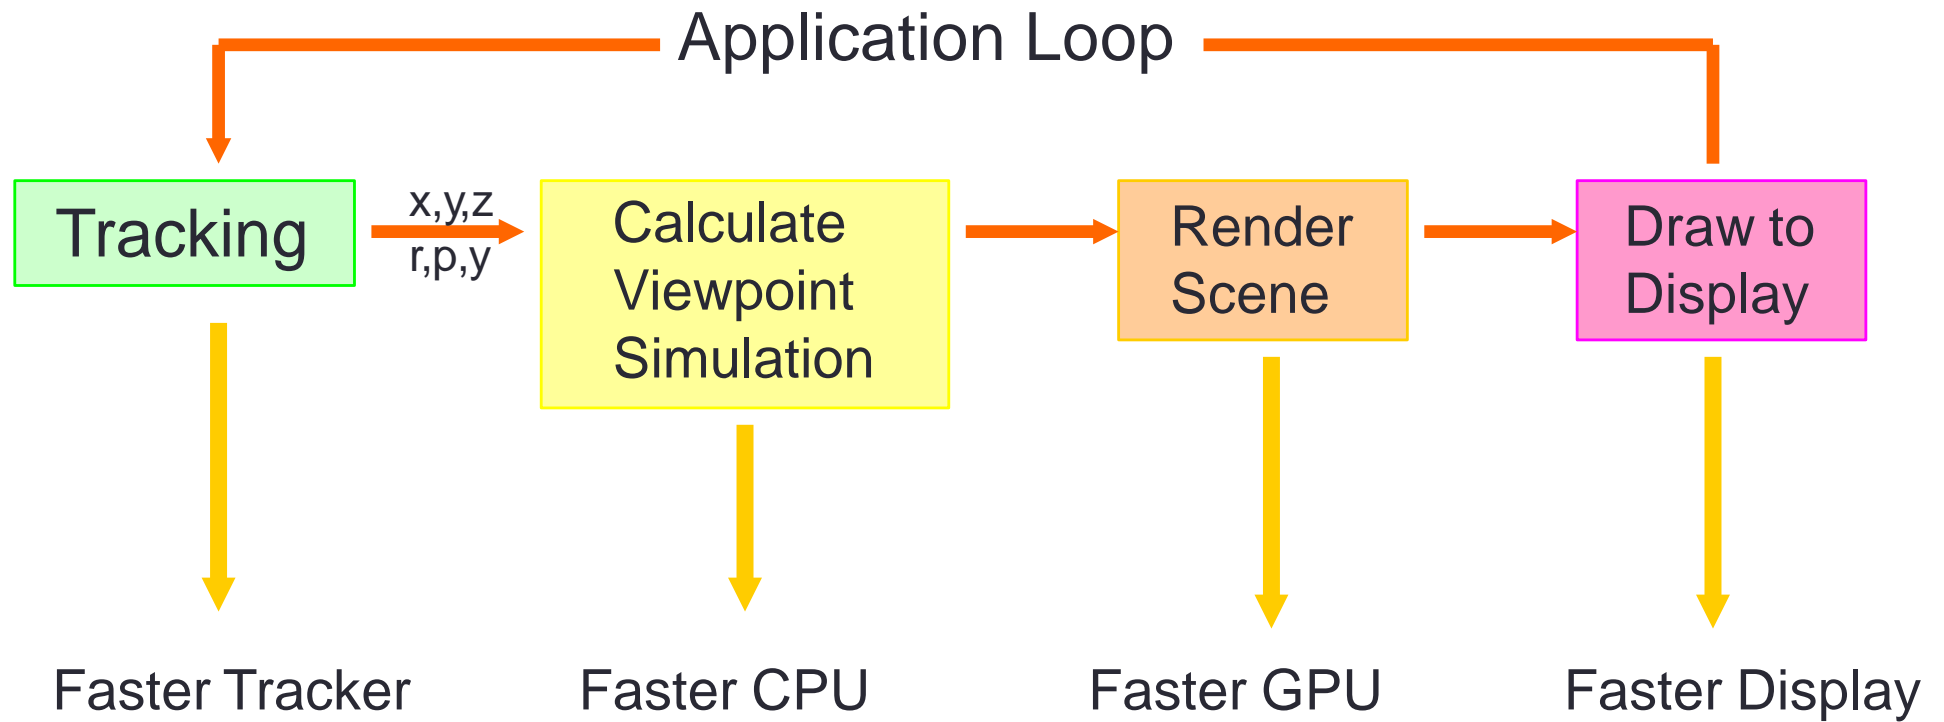 Application Loop
Tracking
x,y,z
r,p,y
Calculate
Viewpoint
Simulation
Render
Scene
Draw to
Display
Faster Tracker
Faster CPU
Faster GPU
Faster Display